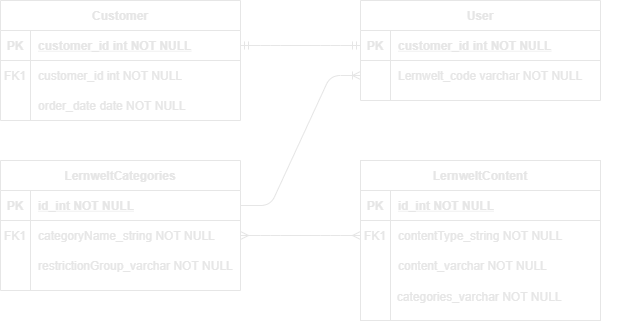 Customer
PK customer_id int NOT NULL
FK1 customer_id int NOT NULL
order_date date NOT NULL
User
PK customer_id int NOT NULL
Lernwelt_code varchar NOT NULL
LernweltCategories
PK id_int NOT NULL
FK1 categoryName_string NOT NULL
restrictionGroup_varchar NOT NULL
LernweltContent
PK id_int NOT NULL
FK1 contentType_string NOT NULL
content_varchar NOT NULL
categories_varchar NOT NULL